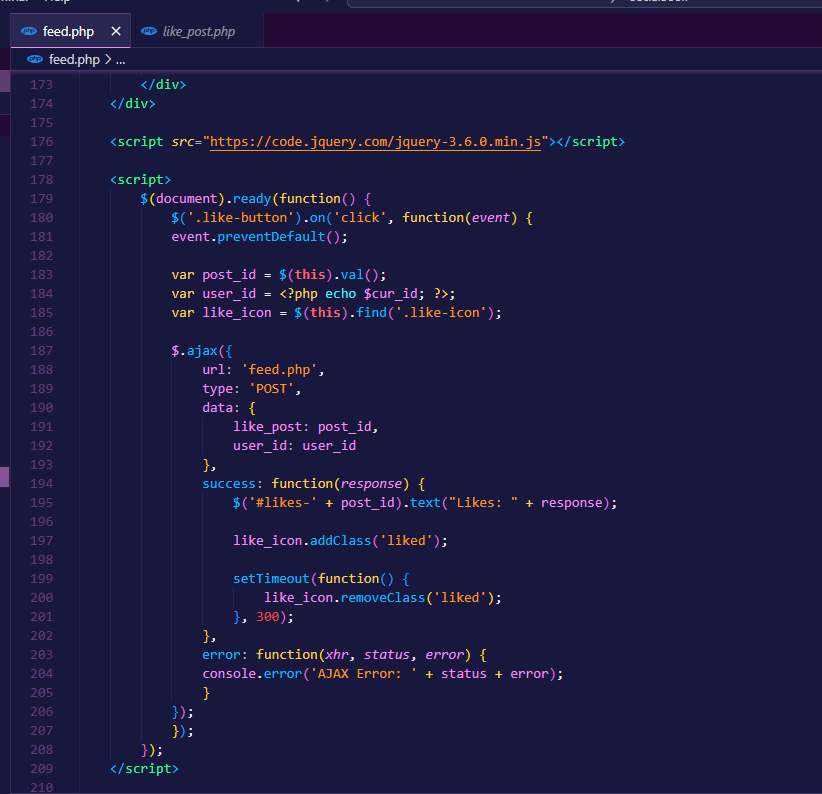 feed.php
like_post.php
feed.php > ...
173 </div>
174 </div>
175
176 <script src="https://code.jquery.com/jquery-3.6.0.min.js"></script>
177
178 <script>
179 $(document).ready(function() {
180 $('.like-button').on('click', function(event) {
181 event.preventDefault();
182
183 var post_id = $(this).val();
184 var user_id = <?php echo $cur_id; ?>;
185 var like_icon = $(this).find('.like-icon');
186
187 $.ajax({
188 url: 'feed.php',
189 type: 'POST',
190 data: {
191 like_post: post_id,
192 user_id: user_id
193 },
194 success: function(response) {
195 $('#likes-' + post_id).text("Likes: " + response);
196
197 like_icon.addClass('liked');
198
199 setTimeout(function() {
200 like_icon.removeClass('liked');
201 }, 300);
202 },
203 error: function(xhr, status, error) {
204 console.error('AJAX Error: ' + status + error);
205 }
206 });
207 });
208 });
209 </script>
210